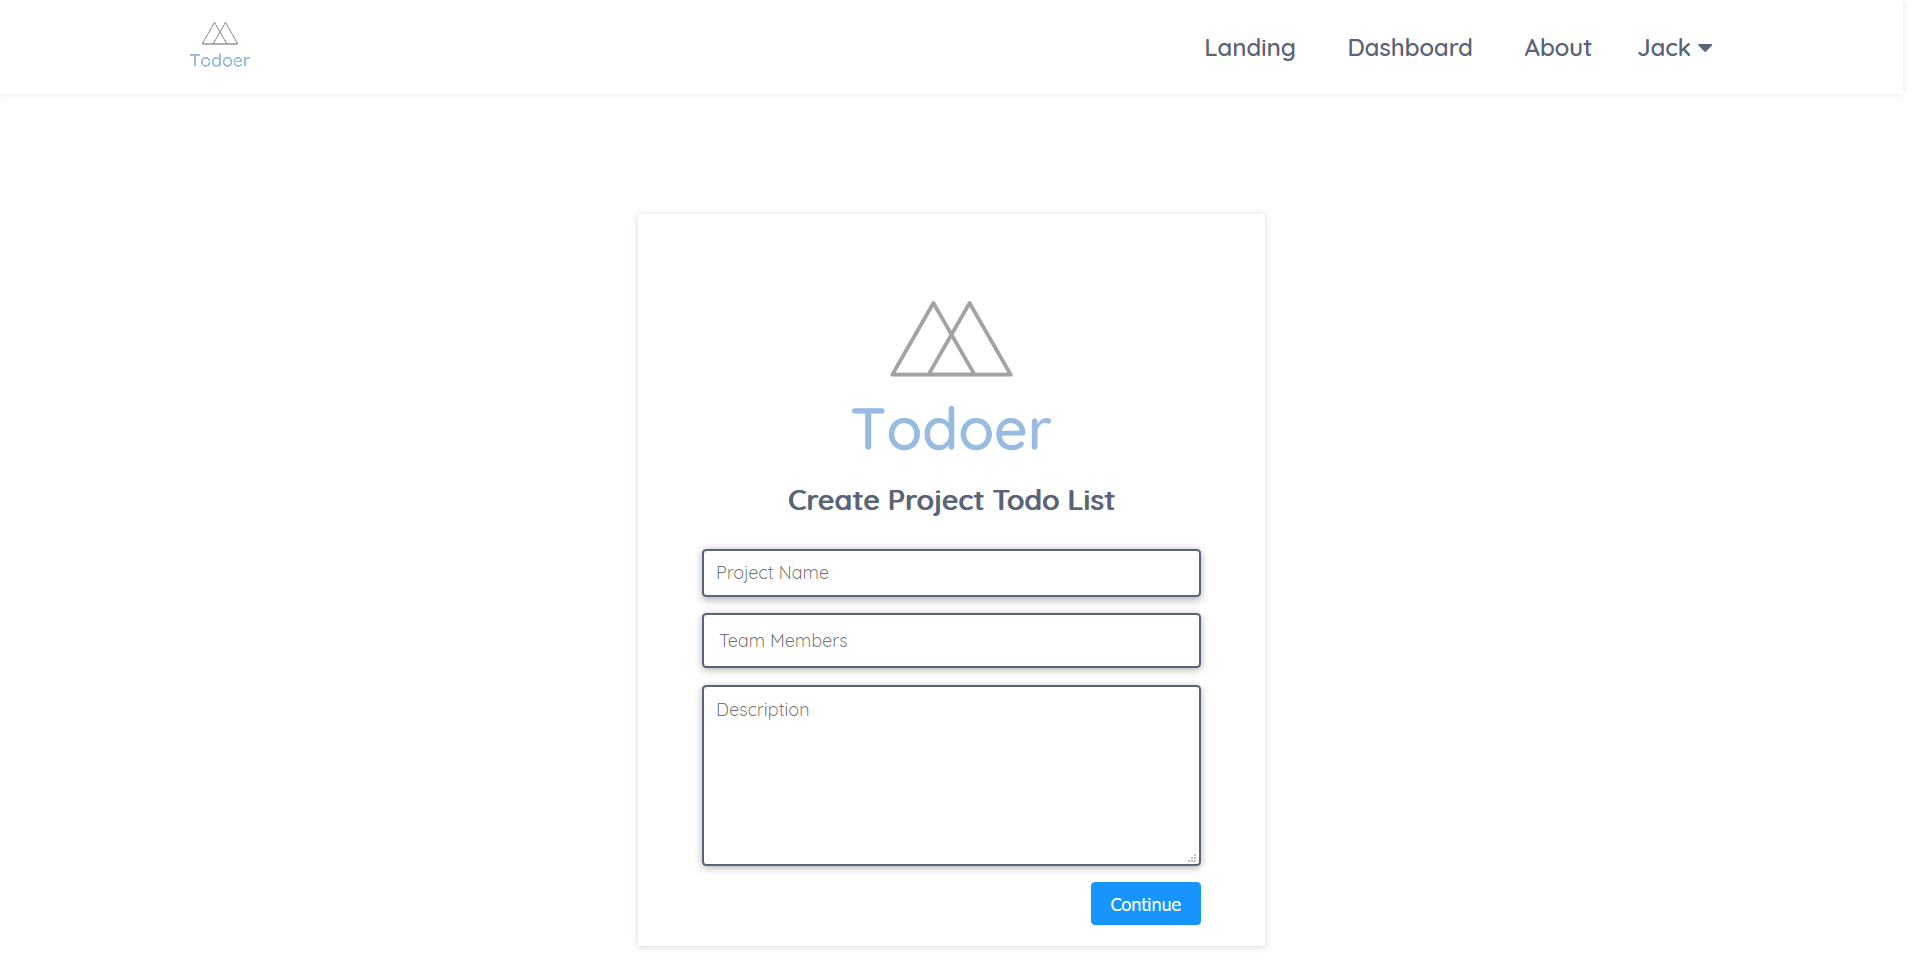 Todoer
Landing Dashboard About Jack
Todoer
Create Project Todo List
Project Name
Team Members
Description
Continue